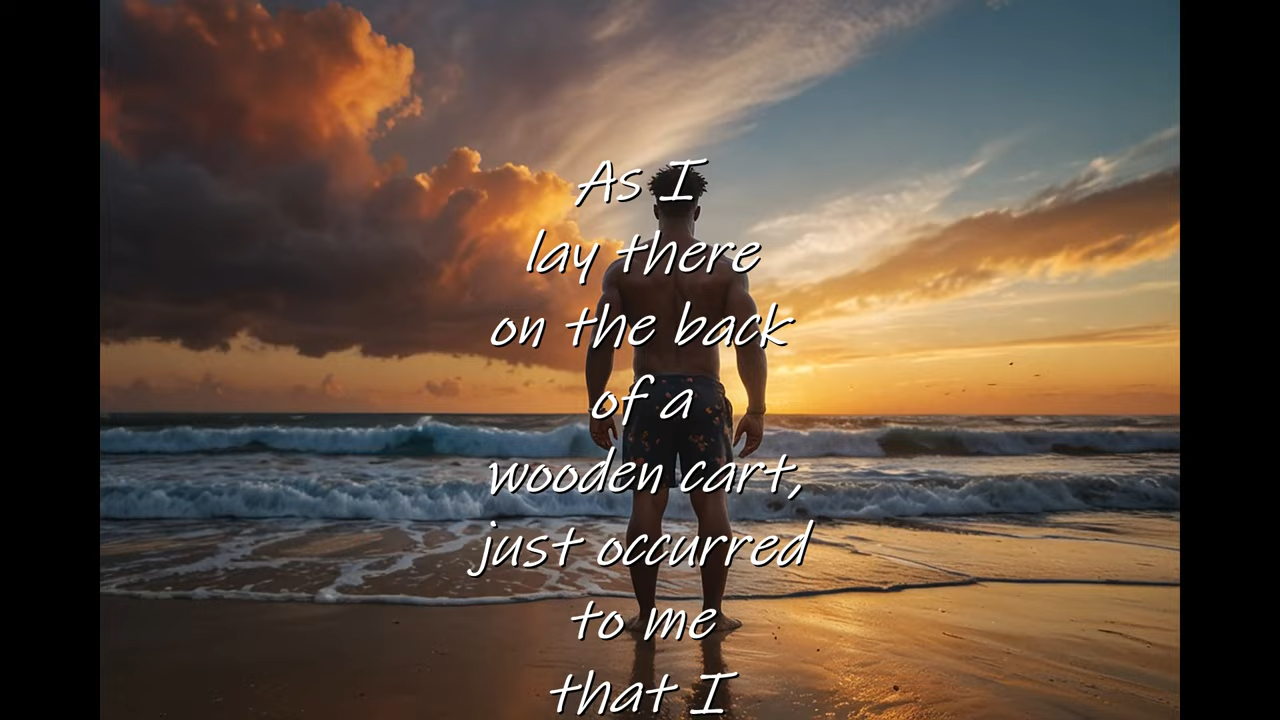 As I
lay there
on the back
of a
wooden cart,
just occurred
to me
that I